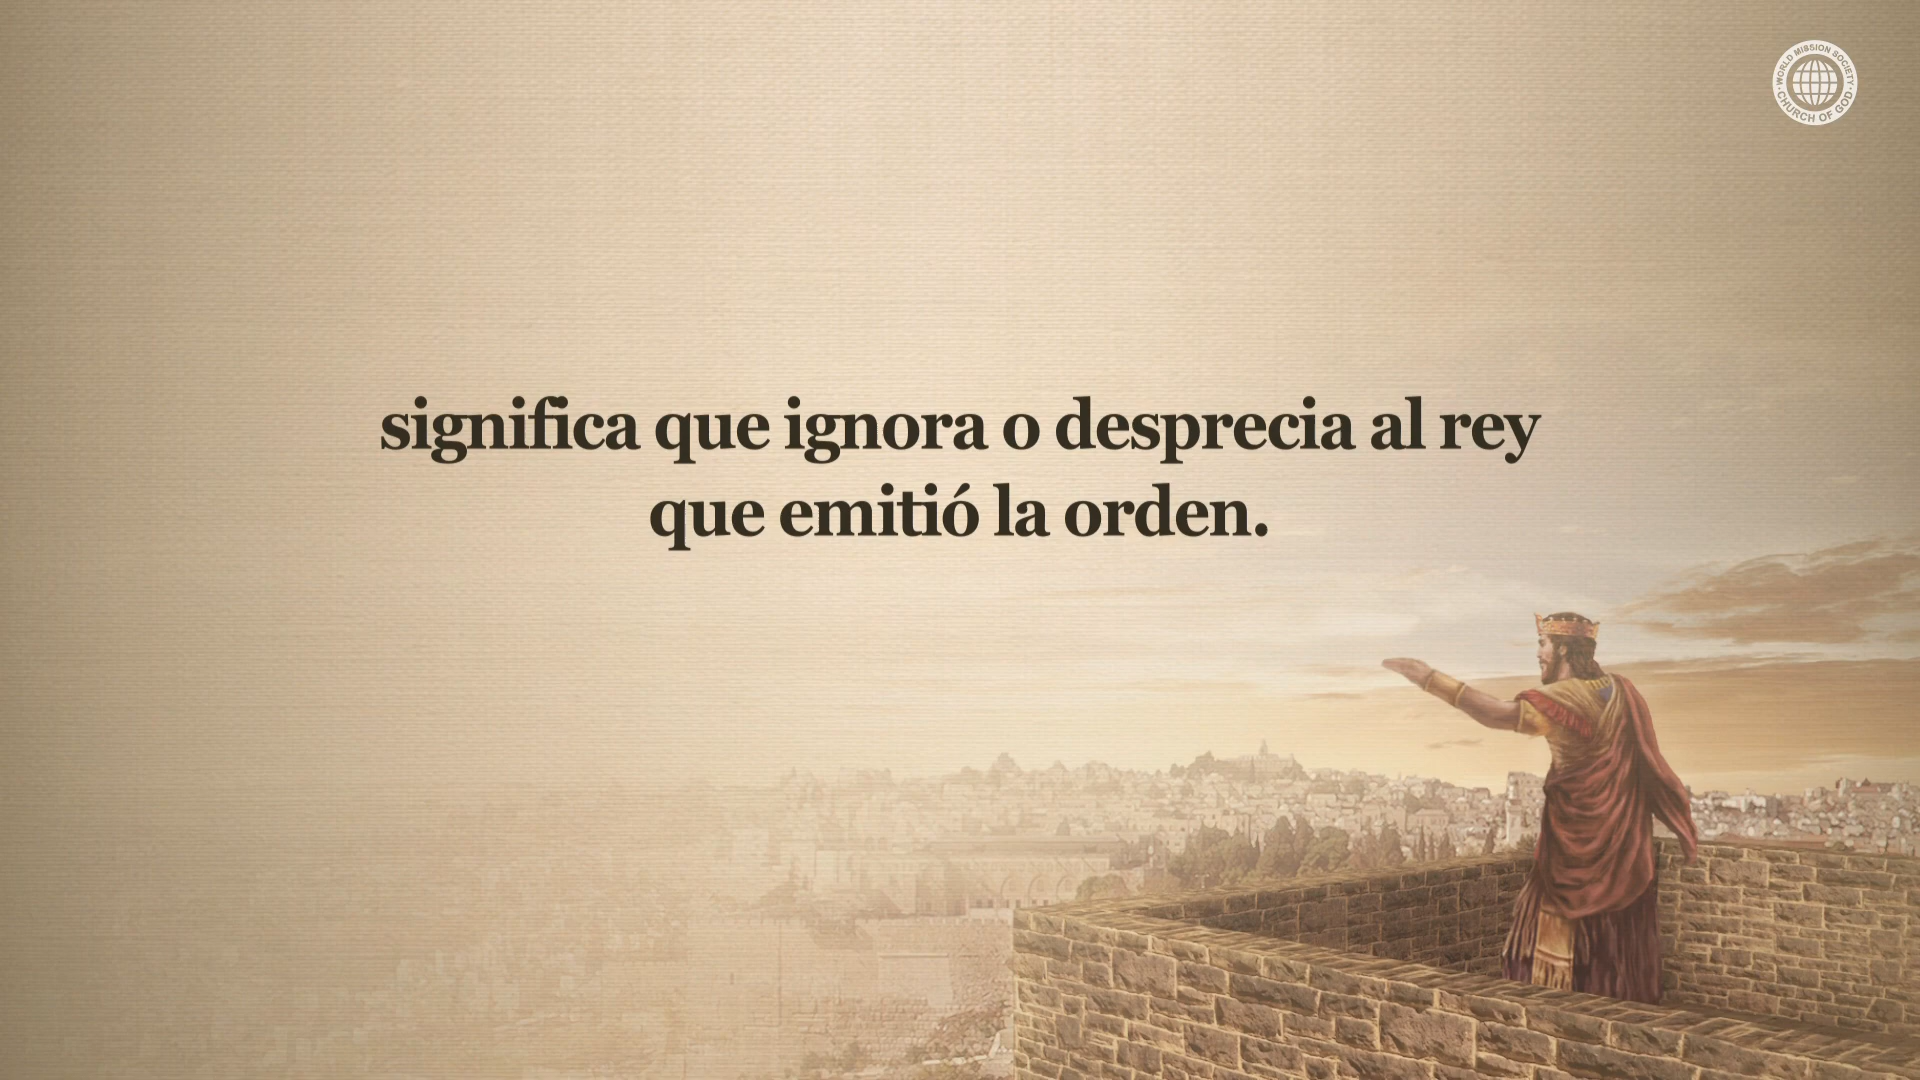 WORLD MISSION SOCIETY
CHURCH OF GOD
significa que ignora o desprecia al rey
que emitió la orden.